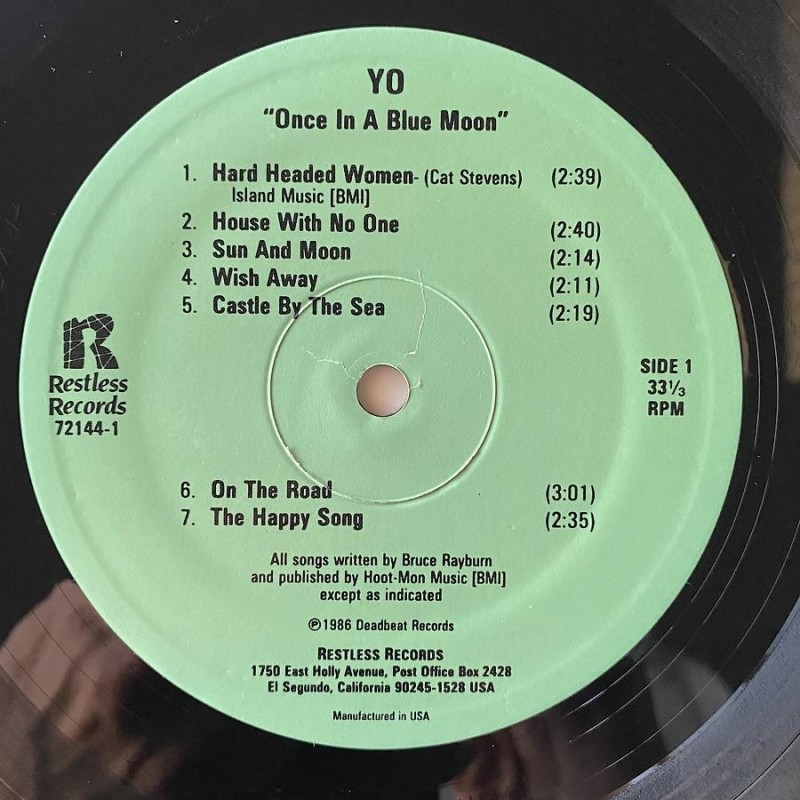 YO
"Once In A Blue Moon"
1. Hard Headed Women- (Cat Stevens) (2:39)
Island Music [BMI]
2. House With No One (2:40)
3. Sun And Moon (2:14)
4. Wish Away (2:11)
5. Castle By The Sea (2:19)
R
Restless
Records
72144-1
SIDE 1
33⅓
RPM
6. On The Road (3:01)
7. The Happy Song (2:35)
All songs written by Bruce Rayburn
and published by Hoot-Mon Music [BMI]
except as indicated
℗1986 Deadbeat Records
RESTLESS RECORDS
1750 East Holly Avenue, Post Office Box 2428
El Segundo, California 90245-1528 USA
Manufactured in USA